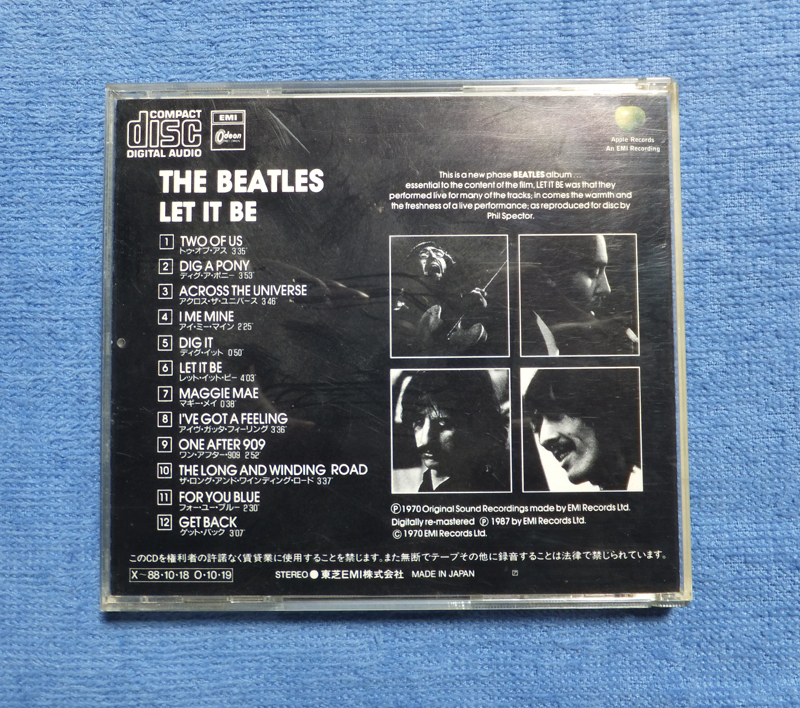 COMPACT
disc
DIGITAL AUDIO
EMI
Odeon
Apple Records
An EMI Recording
THE BEATLES
LET IT BE
This is a new phase BEATLES album ...
essential to the content of the film, LET IT BE was that they
performed live for many of the tracks; in comes the warmth and
the freshness of a live performance; as reproduced for disc by
Phil Spector.
1 TWO OF US
トゥ・オブ・アス 3'35"
2 DIG A PONY
ディグ・ア・ポニー 3'53"
3 ACROSS THE UNIVERSE
アクロス・ザ・ユニバース 3'46"
4 I ME MINE
アイ・ミー・マイン 2'25"
5 DIG IT
ディグ・イット 0'50"
6 LET IT BE
レット・イット・ビー 4'03"
7 MAGGIE MAE
マギー・メイ 0'38"
8 I'VE GOT A FEELING
アイヴ・ガッタ・フィーリング 3'36"
9 ONE AFTER 909
ワン・アフター・909 2'52"
10 THE LONG AND WINDING ROAD
ザ・ロング・アンド・ワインディング・ロード 3'37"
11 FOR YOU BLUE
フォー・ユー・ブルー 2'30"
12 GET BACK
ゲット・バック 3'07"
Ⓟ 1970 Original Sound Recordings made by EMI Records Ltd.
Digitally re-mastered Ⓟ 1987 by EMI Records Ltd.
© 1970 EMI Records Ltd.
このCDを権利者の許諾なく賃貸業に使用することを禁じます。また無断でテープその他に録音することは法律で禁じられています。
X～88・10・18 O・10・19
STEREO ● 東芝EMI株式会社 MADE IN JAPAN